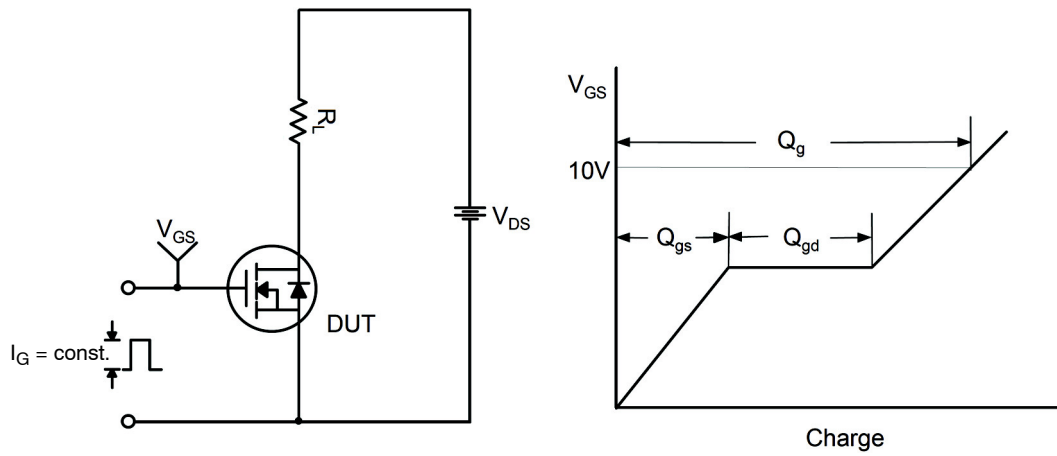 R_L
V_GS
V_DS
DUT
I_G = const.
V_GS
Q_g
10V
Q_gs
Q_gd
Charge